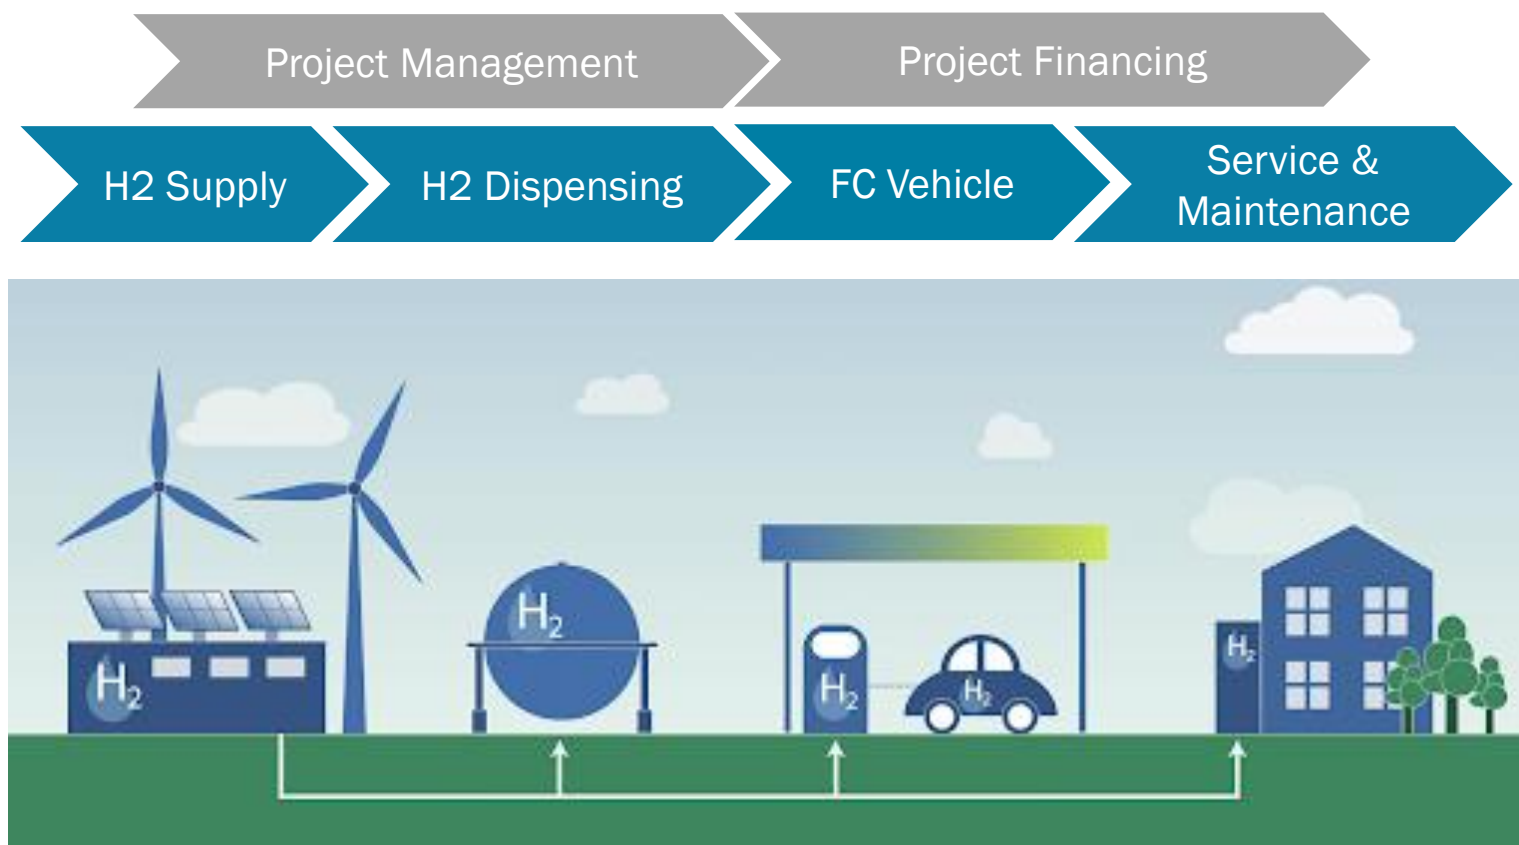 Project Management
Project Financing
H2 Supply
H2 Dispensing
FC Vehicle
Service &
Maintenance
H2
H2
H2
H2
H2